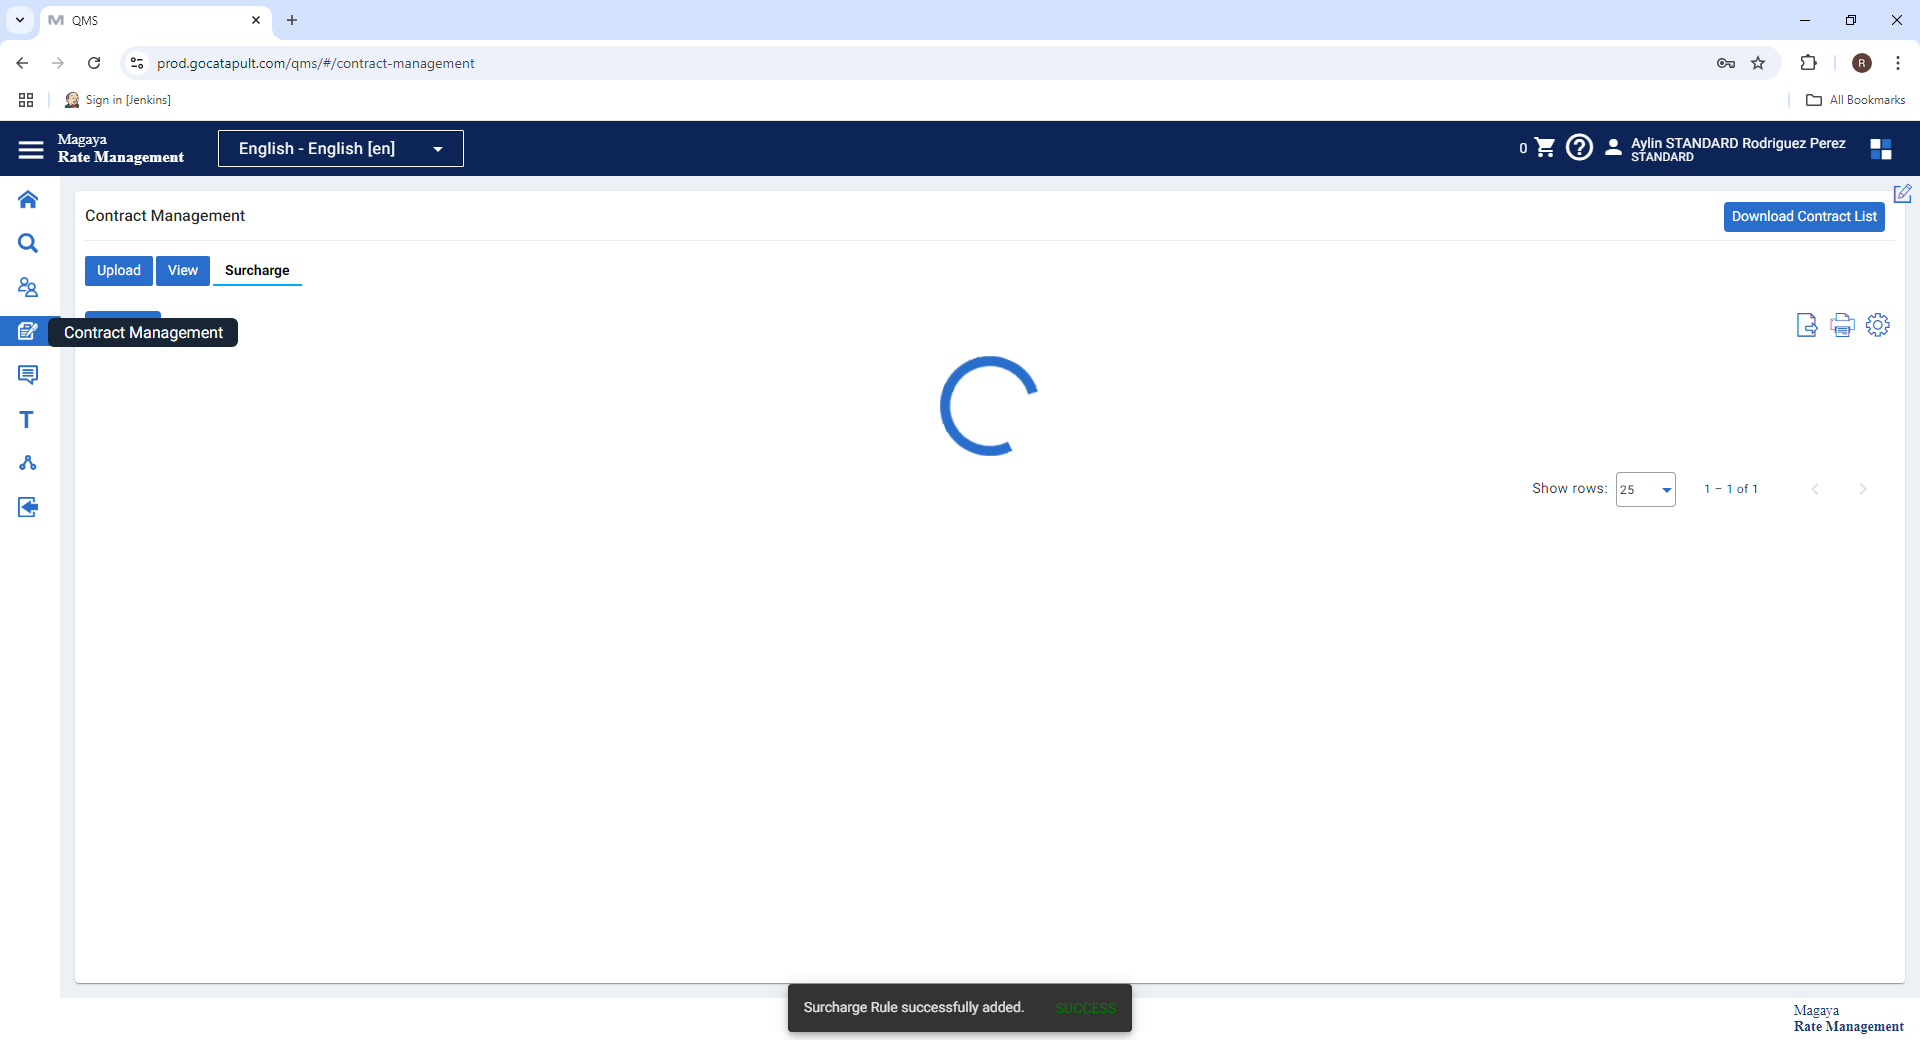 QMS
prod.gocatapult.com/qms/#/contract-management
R
Sign in [Jenkins]
All Bookmarks
Magaya
Rate Management
English - English [en]
0
Aylin STANDARD Rodriguez Perez
STANDARD
Contract Management
Download Contract List
Upload
View
Surcharge
Contract Management
T
Show rows:
25
1 – 1 of 1
Surcharge Rule successfully added.
SUCCESS
Magaya
Rate Management